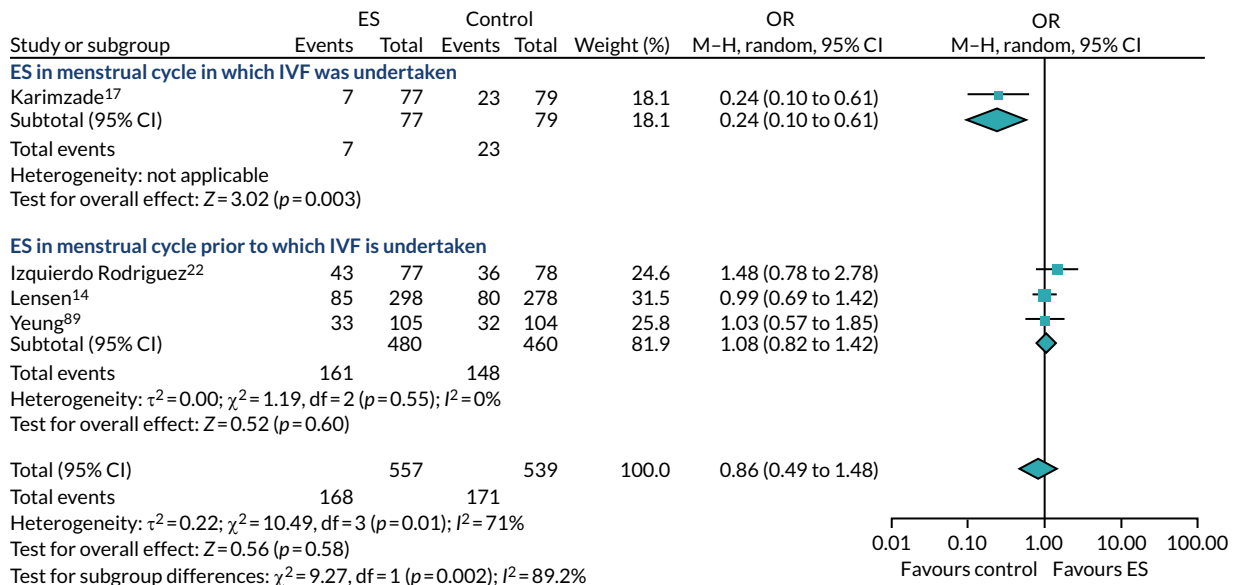 ES Control OR OR
Study or subgroup Events Total Events Total Weight (%) M–H, random, 95% CI M–H, random, 95% CI
ES in menstrual cycle in which IVF was undertaken
Karimzade17 7 77 23 79 18.1 0.24 (0.10 to 0.61)
Subtotal (95% CI) 77 79 18.1 0.24 (0.10 to 0.61)
Total events 7 23
Heterogeneity: not applicable
Test for overall effect: Z=3.02 (p=0.003)
ES in menstrual cycle prior to which IVF is undertaken
Izquierdo Rodriguez22 43 77 36 78 24.6 1.48 (0.78 to 2.78)
Lensen14 85 298 80 278 31.5 0.99 (0.69 to 1.42)
Yeung89 33 105 32 104 25.8 1.03 (0.57 to 1.85)
Subtotal (95% CI) 480 460 81.9 1.08 (0.82 to 1.42)
Total events 161 148
Heterogeneity: τ2=0.00; χ2=1.19, df=2 (p=0.55); I2=0%
Test for overall effect: Z=0.52 (p=0.60)
Total (95% CI) 557 539 100.0 0.86 (0.49 to 1.48)
Total events 168 171
Heterogeneity: τ2=0.22; χ2=10.49, df=3 (p=0.01); I2=71%
Test for overall effect: Z=0.56 (p=0.58)
Test for subgroup differences: χ2=9.27, df=1 (p=0.002); I2=89.2%
0.01 0.10 1.00 10.00 100.00
Favours control Favours ES